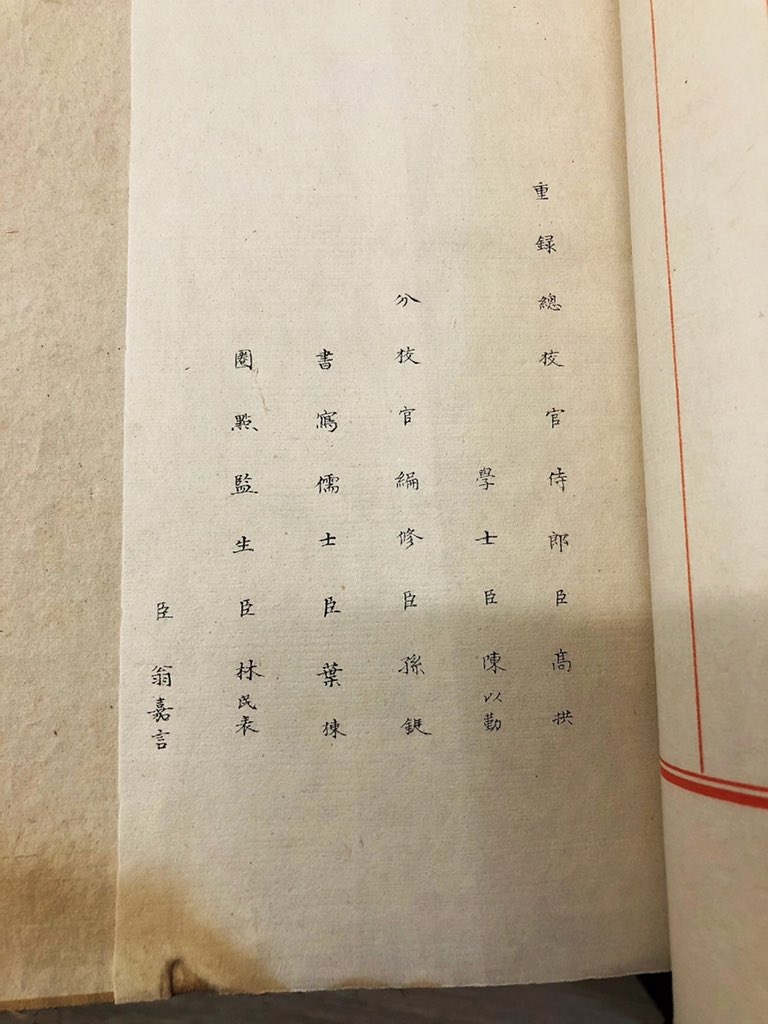 重録總校官侍郎臣高拱
學士臣陳以勤
分校官編修臣孫鋌
書寫儒士臣葉棟
圈點監生臣林民表
臣翁嘉言